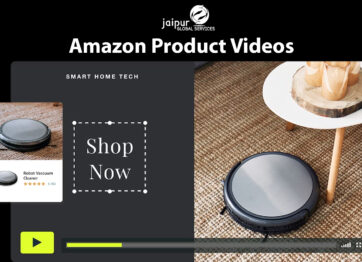 jaipur
GLOBAL SERVICES
Amazon Product Videos
SMART HOME TECH
Shop
Now
Robot Vacuum
Cleaner